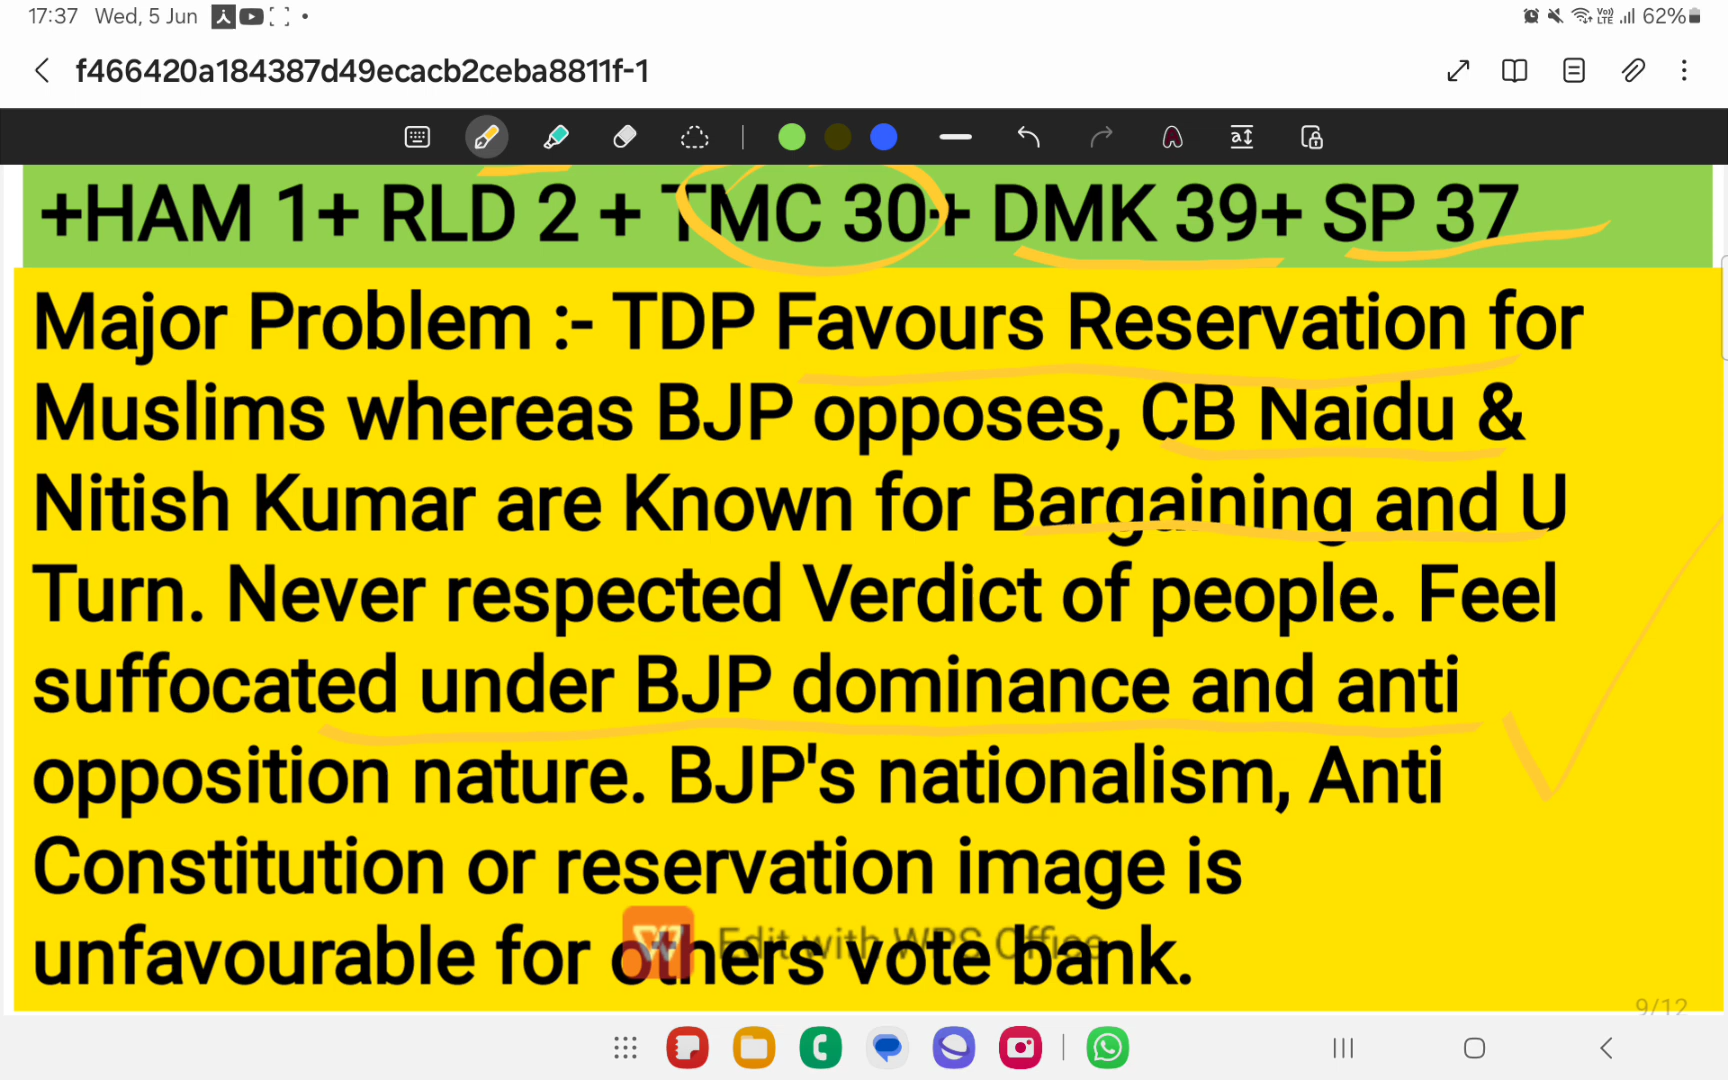 17:37 Wed, 5 Jun 62%
f466420a184387d49ecacb2ceba8811f-1
+HAM 1+ RLD 2 + TMC 30+ DMK 39+ SP 37
Major Problem :- TDP Favours Reservation for
Muslims whereas BJP opposes, CB Naidu &
Nitish Kumar are Known for Bargaining and U
Turn. Never respected Verdict of people. Feel
suffocated under BJP dominance and anti
opposition nature. BJP's nationalism, Anti
Constitution or reservation image is
unfavourable for others vote bank.
Edit with WPS Office
9/12